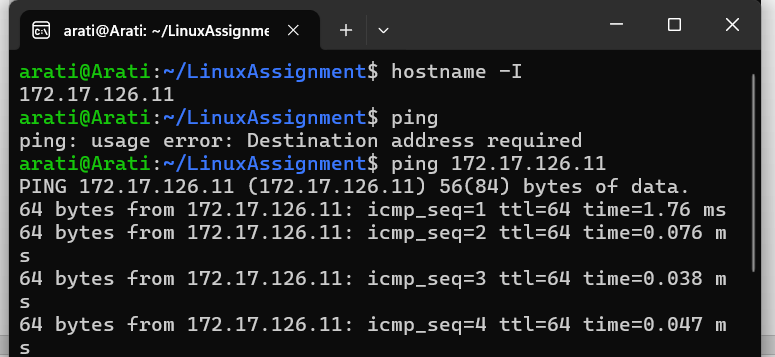 arati@Arati: ~/LinuxAssignme
arati@Arati:~/LinuxAssignment$ hostname -I
172.17.126.11
arati@Arati:~/LinuxAssignment$ ping
ping: usage error: Destination address required
arati@Arati:~/LinuxAssignment$ ping 172.17.126.11
PING 172.17.126.11 (172.17.126.11) 56(84) bytes of data.
64 bytes from 172.17.126.11: icmp_seq=1 ttl=64 time=1.76 ms
64 bytes from 172.17.126.11: icmp_seq=2 ttl=64 time=0.076 m
s
64 bytes from 172.17.126.11: icmp_seq=3 ttl=64 time=0.038 m
s
64 bytes from 172.17.126.11: icmp_seq=4 ttl=64 time=0.047 m
s